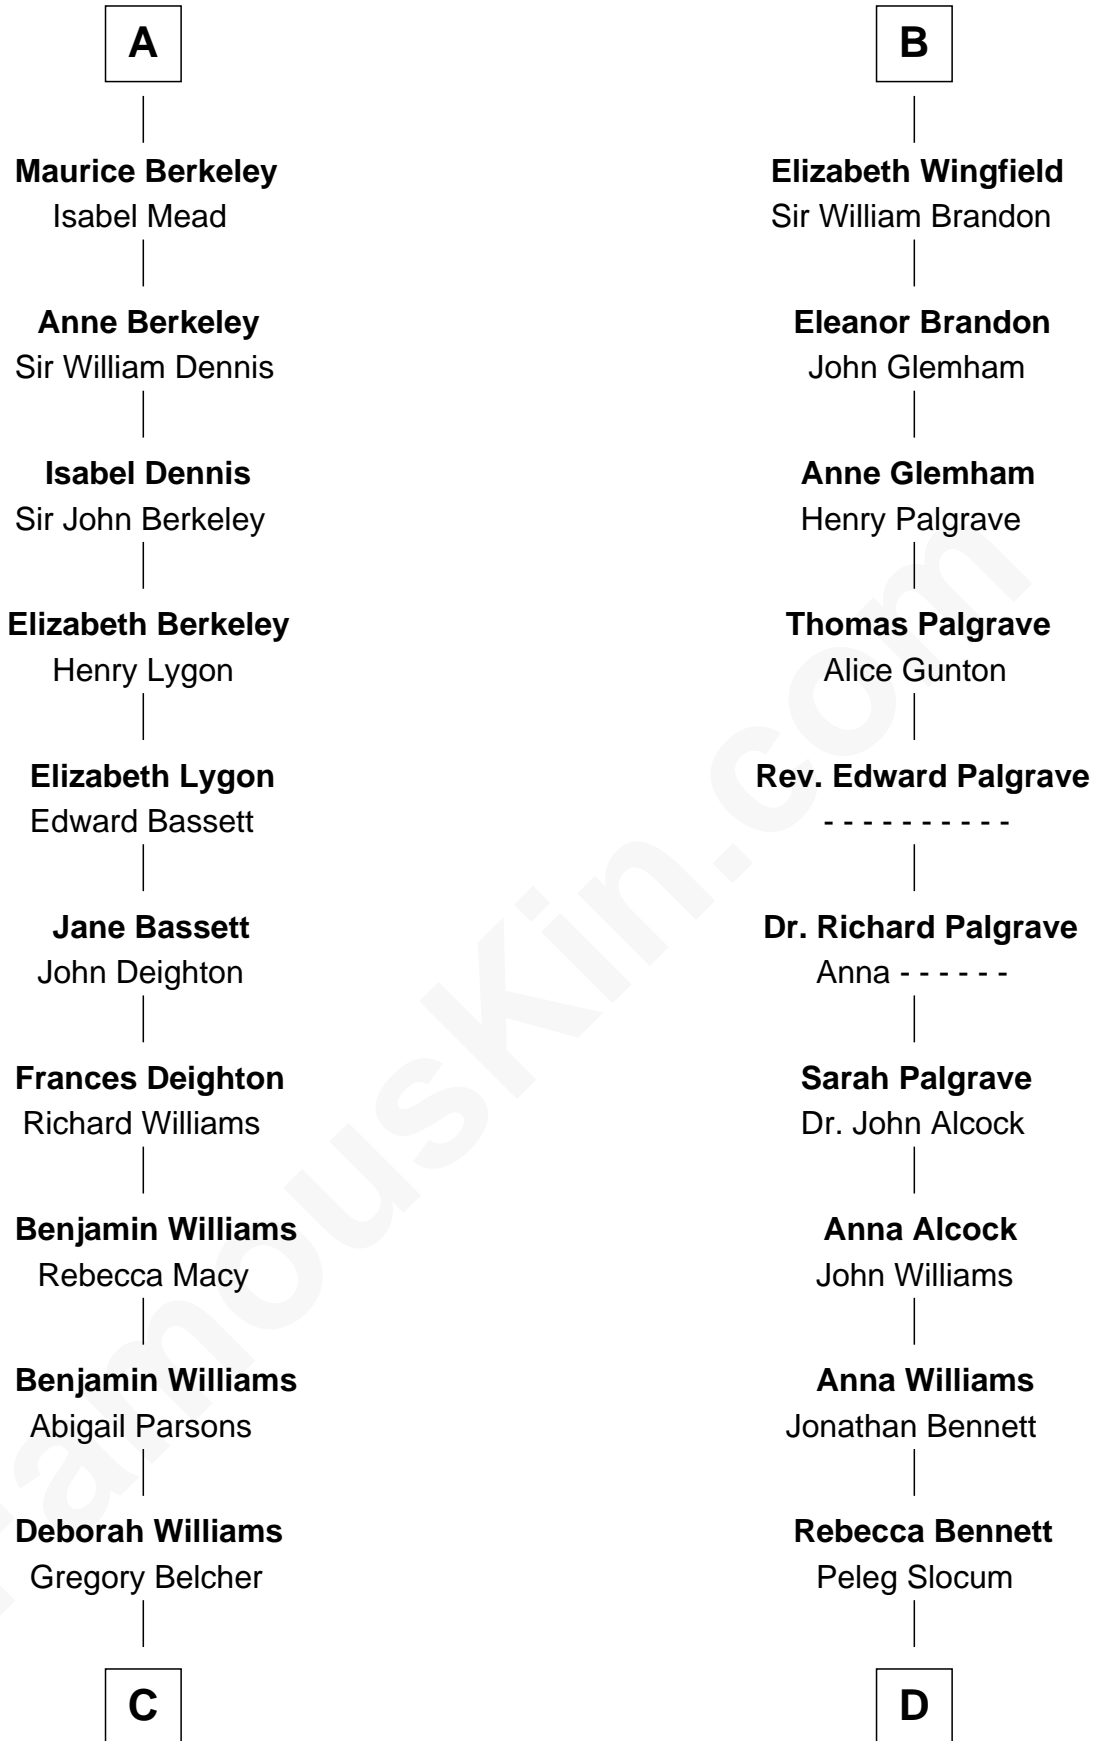 A
Maurice Berkeley
Isabel Mead
Anne Berkeley
Sir William Dennis
Isabel Dennis
Sir John Berkeley
Elizabeth Berkeley
Henry Lygon
Elizabeth Lygon
Edward Bassett
Jane Bassett
John Deighton
Frances Deighton
Richard Williams
Benjamin Williams
Rebecca Macy
Benjamin Williams
Abigail Parsons
Deborah Williams
Gregory Belcher
C
B
Elizabeth Wingfield
Sir William Brandon
Eleanor Brandon
John Glemham
Anne Glemham
Henry Palgrave
Thomas Palgrave
Alice Gunton
Rev. Edward Palgrave
- - - - - - - - - -
Dr. Richard Palgrave
Anna - - - - - -
Sarah Palgrave
Dr. John Alcock
Anna Alcock
John Williams
Anna Williams
Jonathan Bennett
Rebecca Bennett
Peleg Slocum
D
FamousKin.com